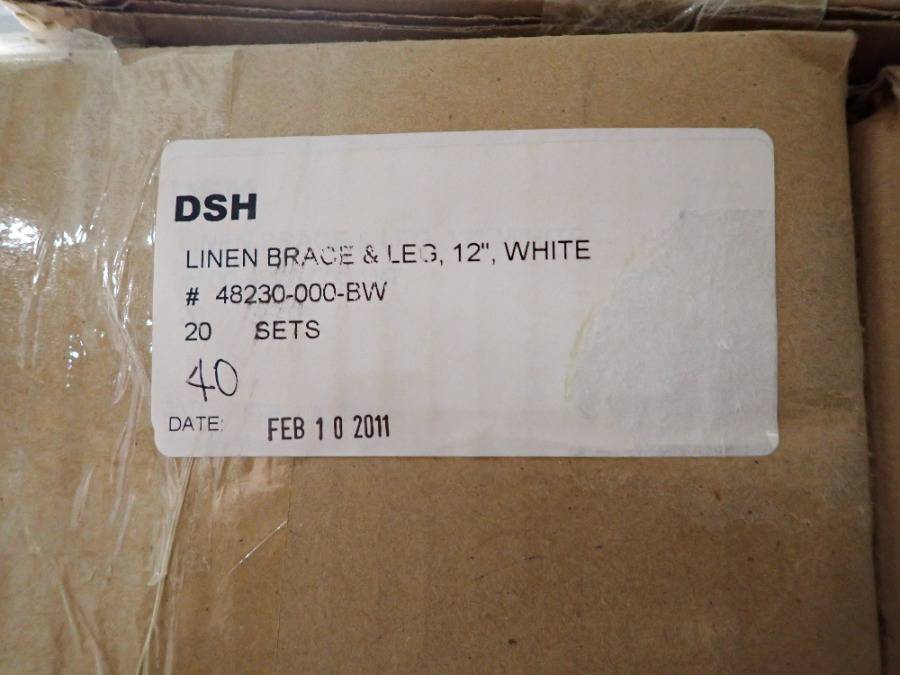 DSH
LINEN BRACE & LEG, 12", WHITE
# 48230-000-BW
20 SETS
40
DATE: FEB 10 2011